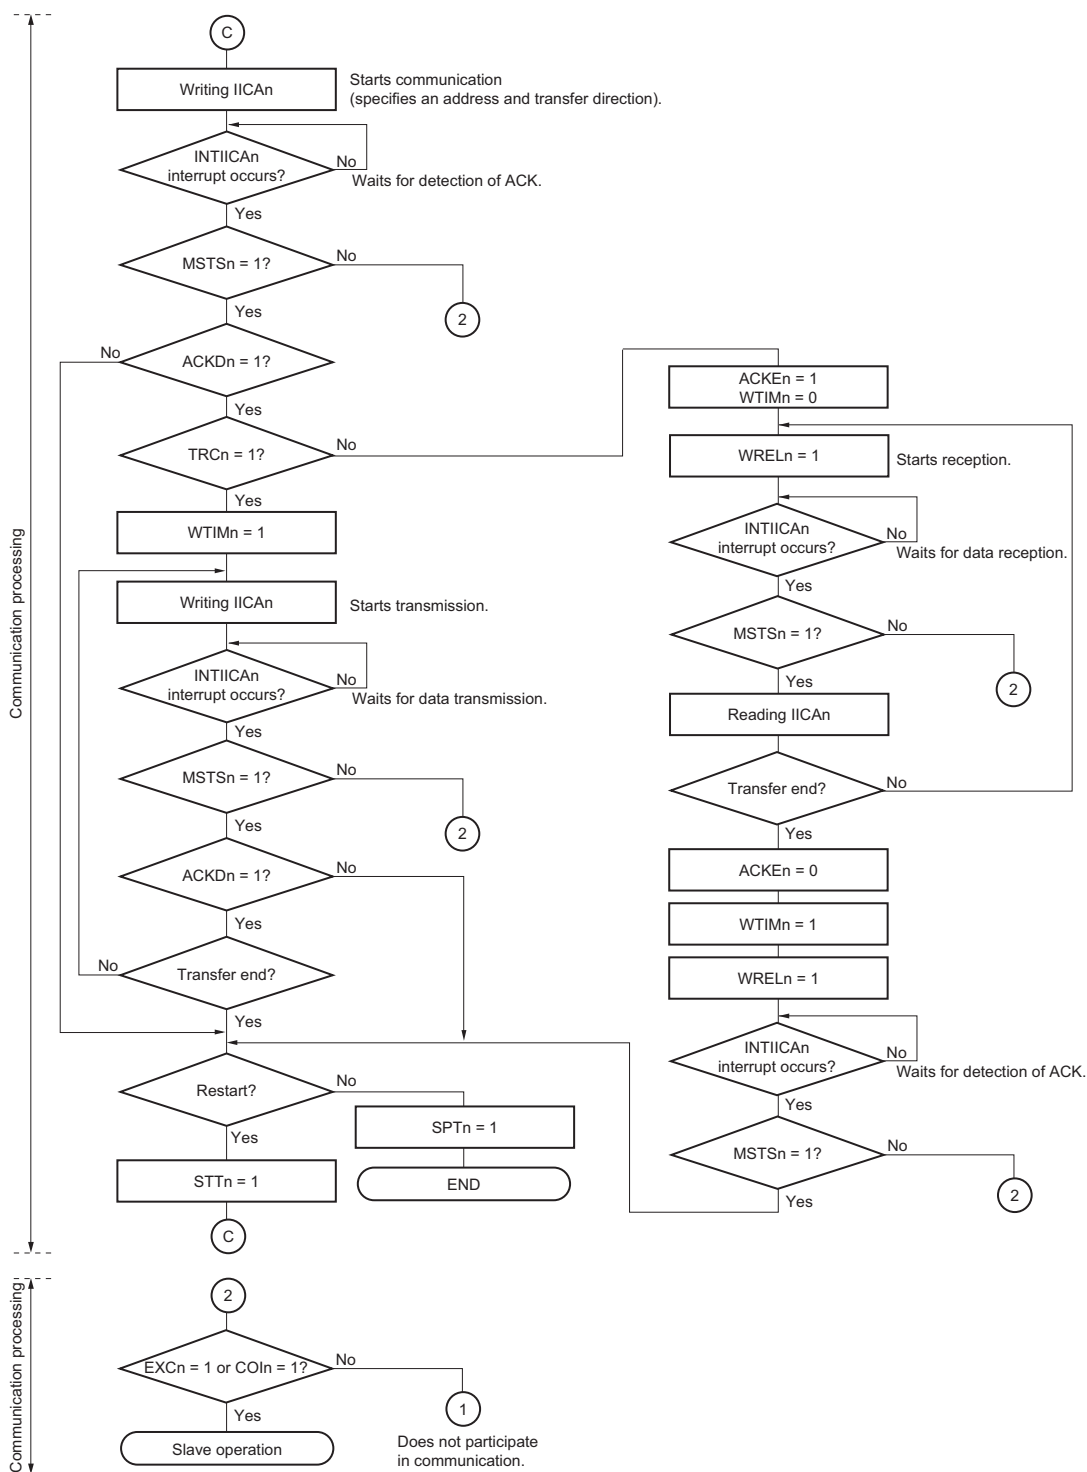 Communication processing
C
Writing IICAn
Starts communication
(specifies an address and transfer direction).
INTIICAn
interrupt occurs?
No
Waits for detection of ACK.
Yes
MSTSn = 1?
No
2
Yes
ACKDn = 1?
No
Yes
TRCn = 1?
No
Yes
WTIMn = 1
Writing IICAn
Starts transmission.
INTIICAn
interrupt occurs?
No
Waits for data transmission.
Yes
MSTSn = 1?
No
2
Yes
ACKDn = 1?
No
Yes
Transfer end?
No
Yes
Restart?
No
SPTn = 1
END
Yes
STTn = 1
C
ACKEn = 1
WTIMn = 0
WRELn = 1
Starts reception.
INTIICAn
interrupt occurs?
No
Waits for data reception.
Yes
MSTSn = 1?
No
2
Yes
Reading IICAn
Transfer end?
No
Yes
ACKEn = 0
WTIMn = 1
WRELn = 1
INTIICAn
interrupt occurs?
No
Waits for detection of ACK.
Yes
MSTSn = 1?
No
2
Yes
Communication processing
2
EXCn = 1 or COIn = 1?
No
1
Does not participate
in communication.
Yes
Slave operation